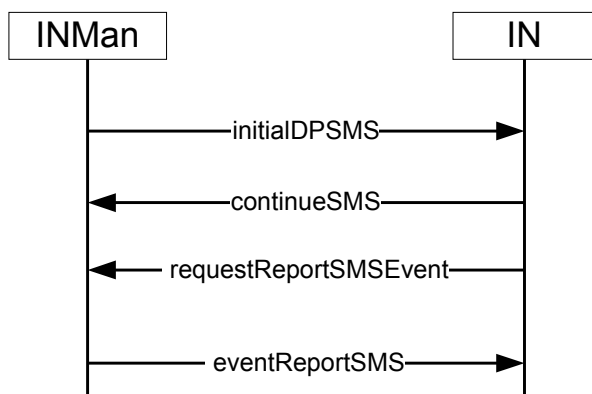 INMan
IN
initialDPSMS
continueSMS
requestReportSMSEvent
eventReportSMS